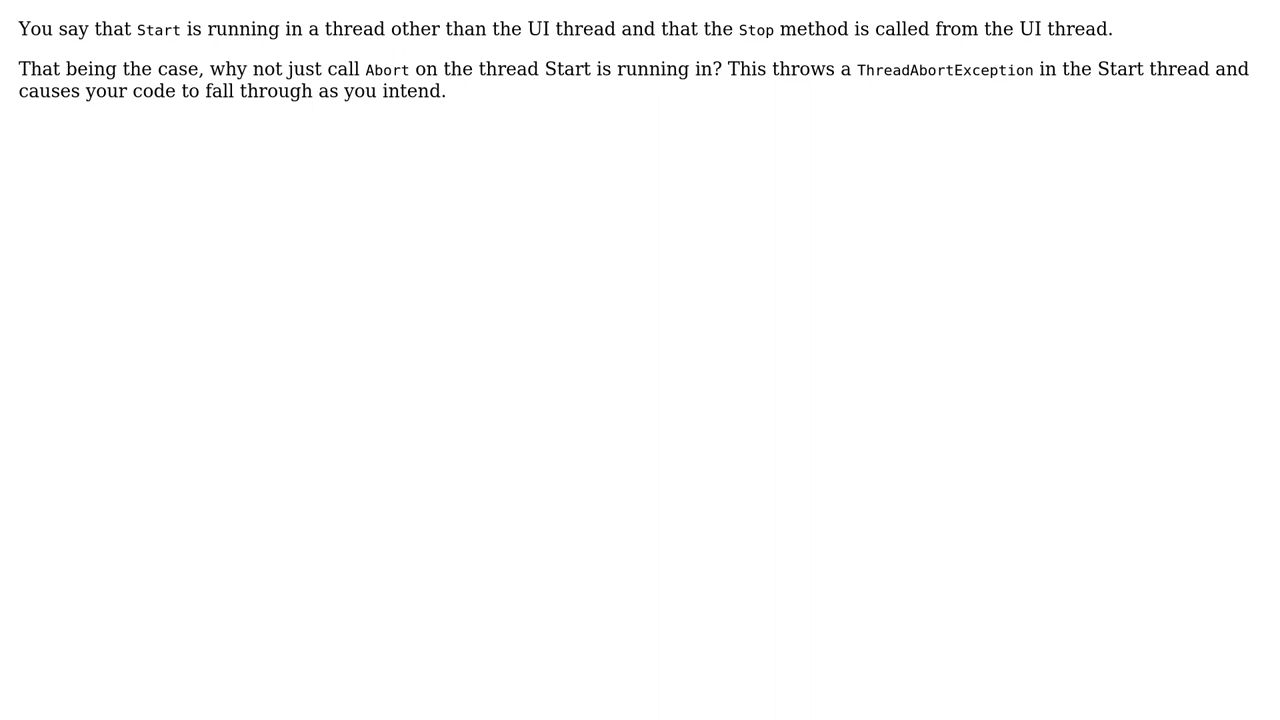 You say that Start is running in a thread other than the UI thread and that the Stop method is called from the UI thread.
That being the case, why not just call Abort on the thread Start is running in? This throws a ThreadAbortException in the Start thread and
causes your code to fall through as you intend.